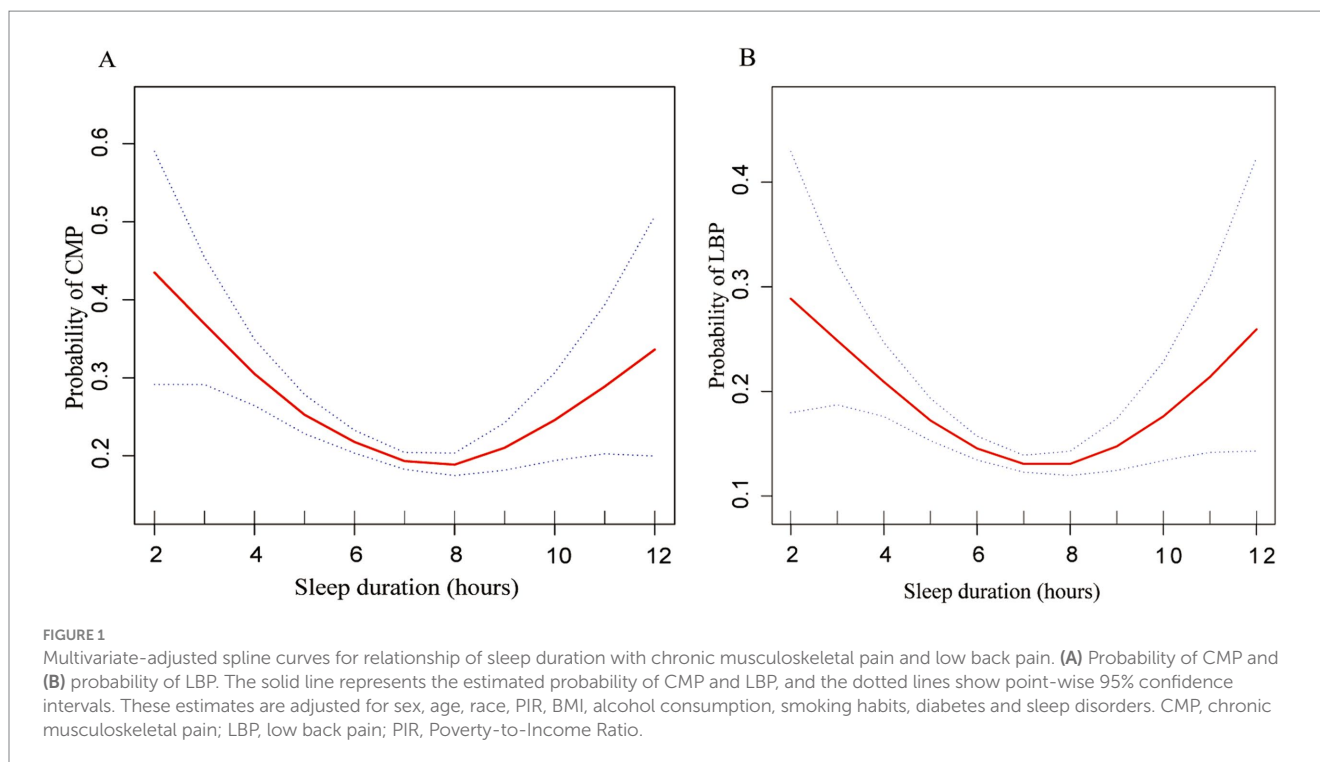 A
B
Probability of CMP
0.6
0.5
0.4
0.3
0.2
2 4 6 8 10 12
Sleep duration (hours)
Probability of LBP
0.4
0.3
0.2
0.1
2 4 6 8 10 12
Sleep duration (hours)
FIGURE 1
Multivariate-adjusted spline curves for relationship of sleep duration with chronic musculoskeletal pain and low back pain. (A) Probability of CMP and
(B) probability of LBP. The solid line represents the estimated probability of CMP and LBP, and the dotted lines show point-wise 95% confidence
intervals. These estimates are adjusted for sex, age, race, PIR, BMI, alcohol consumption, smoking habits, diabetes and sleep disorders. CMP, chronic
musculoskeletal pain; LBP, low back pain; PIR, Poverty-to-Income Ratio.